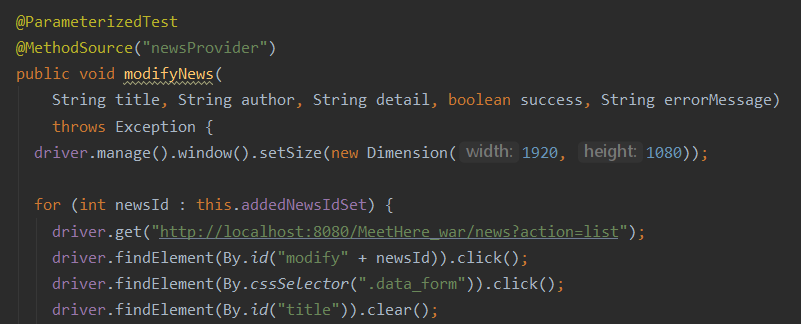 @ParameterizedTest
@MethodSource("newsProvider")
public void modifyNews(
String title, String author, String detail, boolean success, String errorMessage)
throws Exception {
driver.manage().window().setSize(new Dimension( width: 1920, height: 1080));
for (int newsId : this.addedNewsIdSet) {
driver.get("http://localhost:8080/MeetHere_war/news?action=list");
driver.findElement(By.id("modify" + newsId)).click();
driver.findElement(By.cssSelector(".data_form")).click();
driver.findElement(By.id("title")).clear();